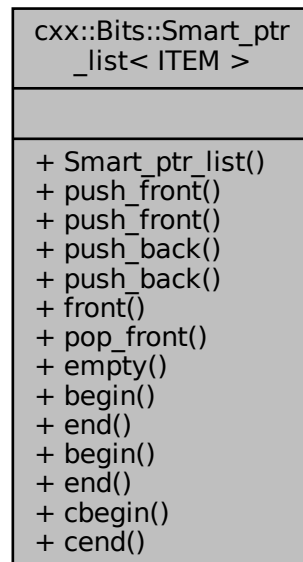 cxx::Bits::Smart_ptr
_list< ITEM >
+ Smart_ptr_list()
+ push_front()
+ push_front()
+ push_back()
+ push_back()
+ front()
+ pop_front()
+ empty()
+ begin()
+ end()
+ begin()
+ end()
+ cbegin()
+ cend()